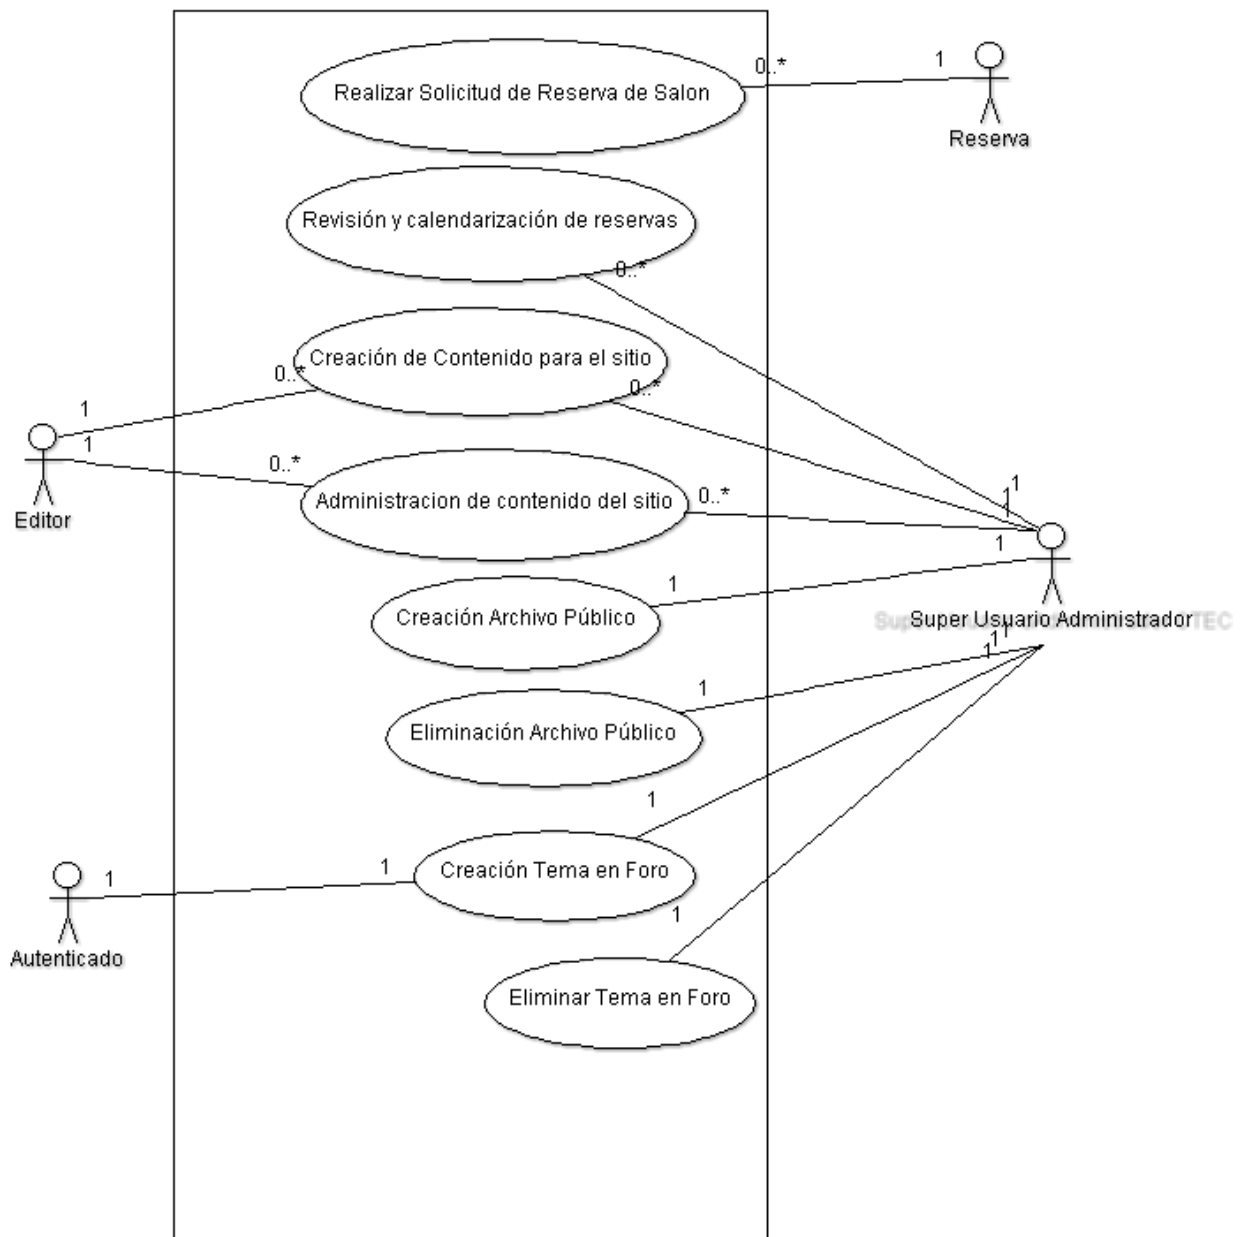 0..*
1
Realizar Solicitud de Reserva de Salon
Reserva
Revisión y calendarización de reservas
0..*
Creación de Contenido para el sitio
0..*
0..*
1
1
0..*
Administracion de contenido del sitio
0..*
1
1
1
Editor
1
Creación Archivo Público
Super Usuario Administrador
TEC
1
1
1
1
Eliminación Archivo Público
1
1
1
Creación Tema en Foro
1
Autenticado
Eliminar Tema en Foro